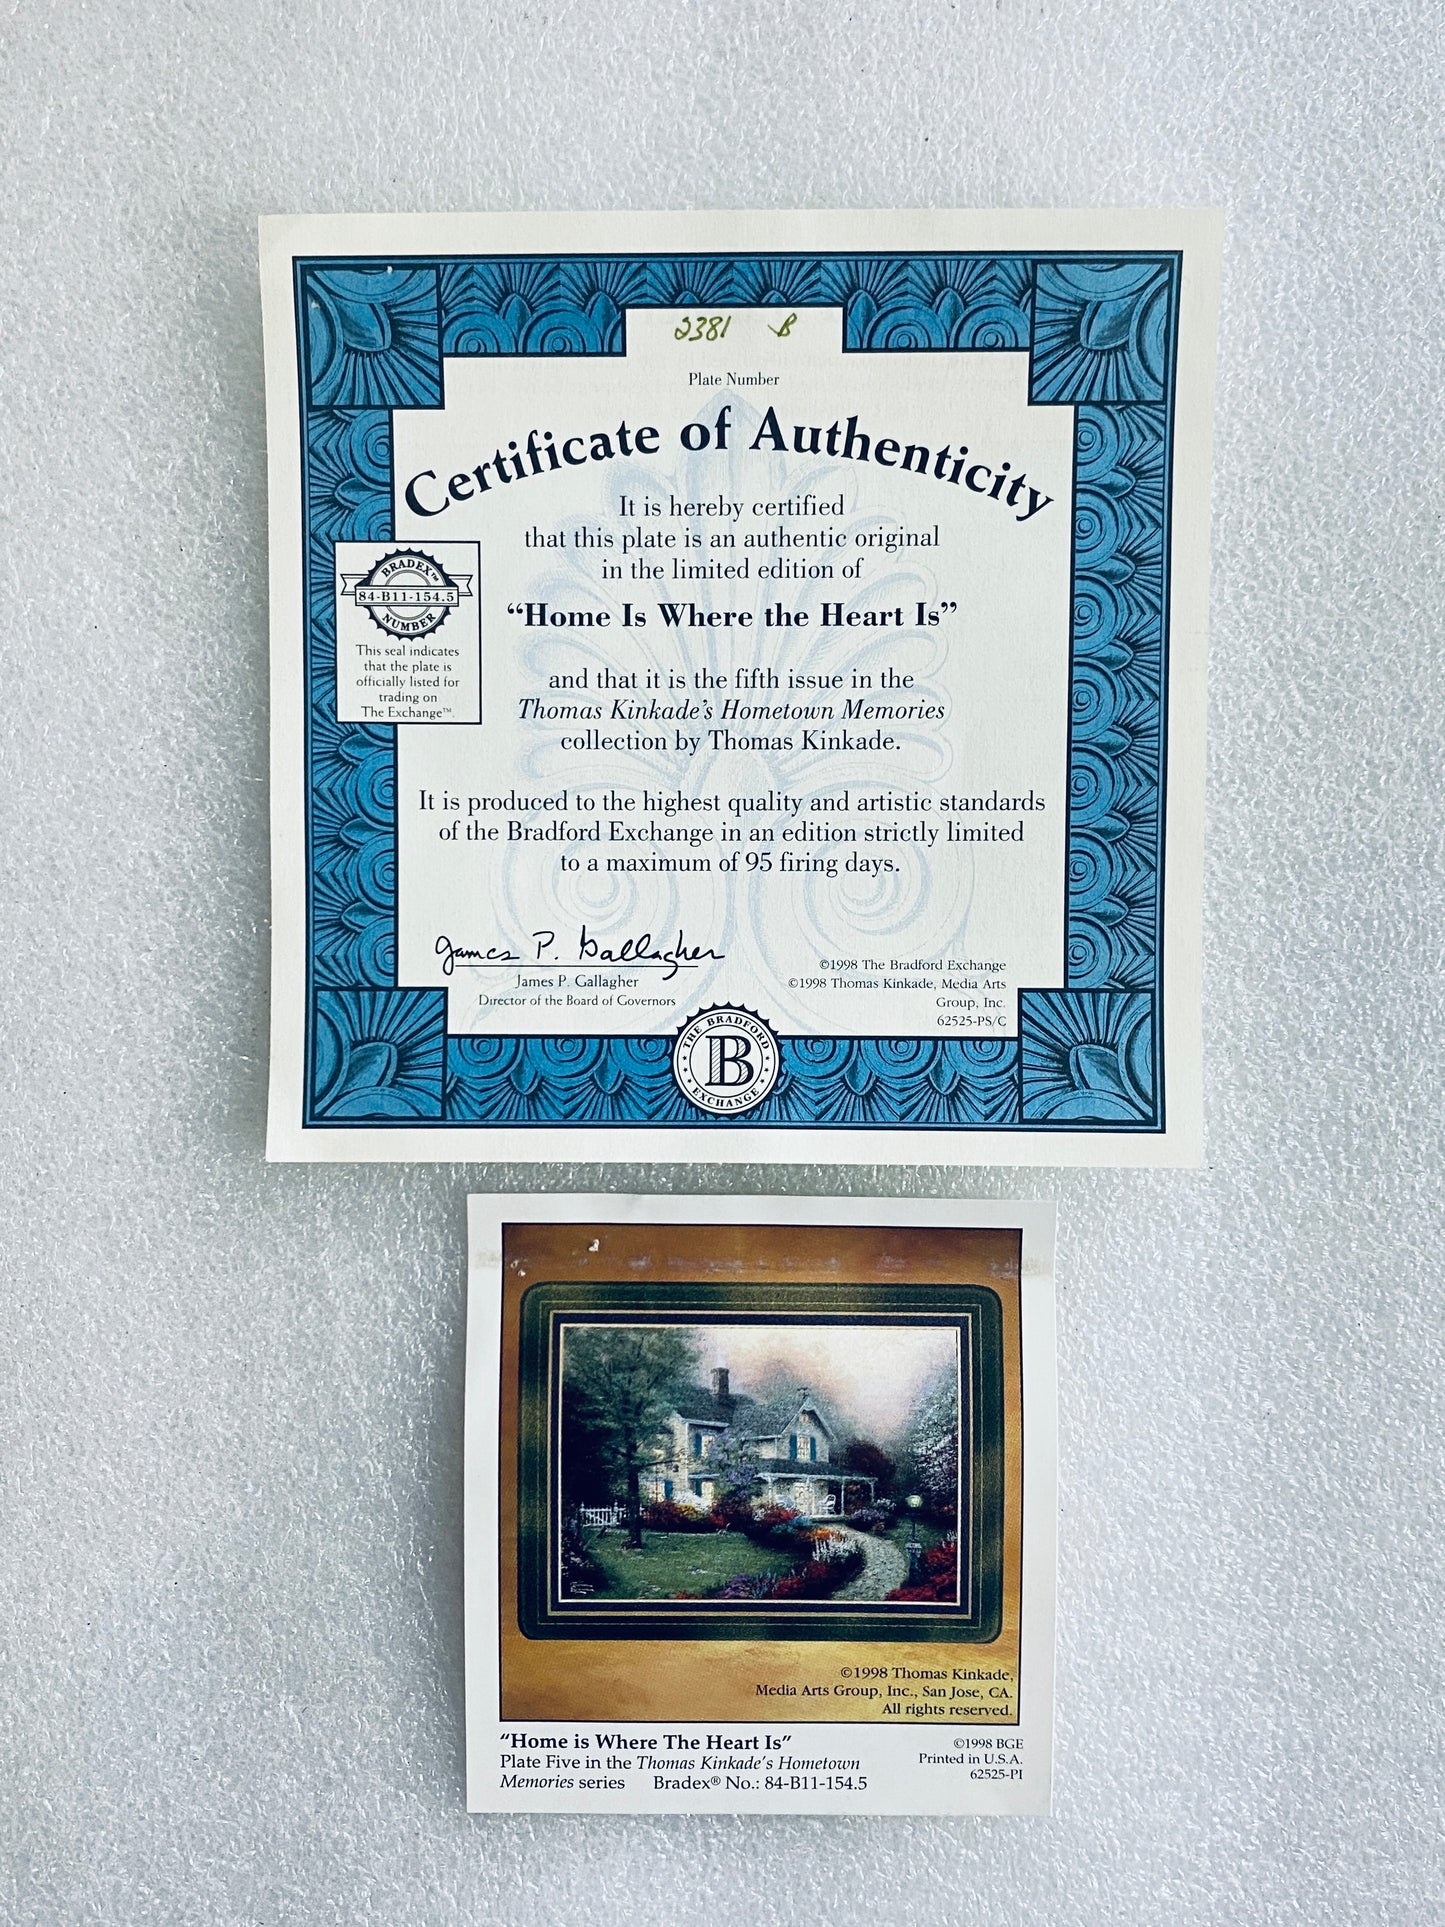 2381 B
Plate Number
Certificate of Authenticity
It is hereby certified
that this plate is an authentic original
in the limited edition of
“Home Is Where the Heart Is”
and that it is the fifth issue in the
Thomas Kinkade's Hometown Memories
collection by Thomas Kinkade.
It is produced to the highest quality and artistic standards
of the Bradford Exchange in an edition strictly limited
to a maximum of 95 firing days.
BRADEX™
84-B11-154.5
NUMBER
This seal indicates
that the plate is
officially listed for
trading on
The Exchange™.
James P. Gallagher
James P. Gallagher
Director of the Board of Governors
©1998 The Bradford Exchange
©1998 Thomas Kinkade, Media Arts
Group, Inc.
62525-PS/C
THE BRADFORD
B
EXCHANGE
©1998 Thomas Kinkade,
Media Arts Group, Inc., San Jose, CA.
All rights reserved.
“Home is Where The Heart Is”
Plate Five in the Thomas Kinkade's Hometown
Memories series Bradex® No.: 84-B11-154.5
©1998 BGE
Printed in U.S.A.
62525-PI